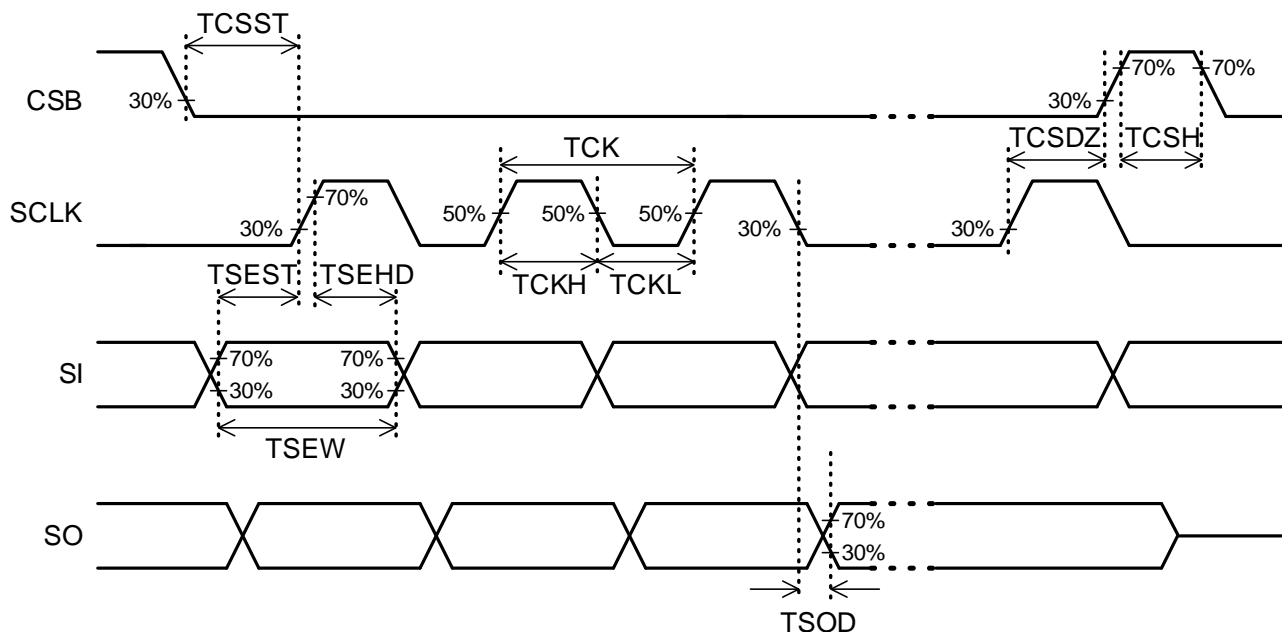 TCSST
CSB
30%
30%
70%
70%
TCSDZ
TCSH
TCK
SCLK
30%
70%
50%
50%
50%
30%
30%
TSEST
TSEHD
TCKH
TCKL
SI
70%
30%
70%
30%
TSEW
SO
70%
30%
TSOD